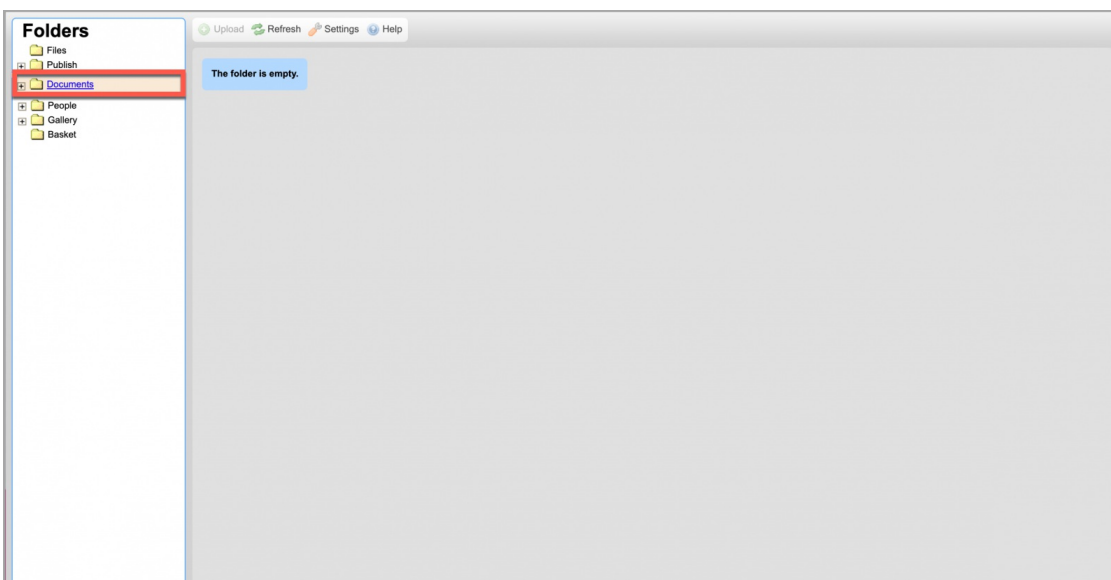 Folders
Files
Publish
Documents
People
Gallery
Basket
Upload Refresh Settings Help
The folder is empty.